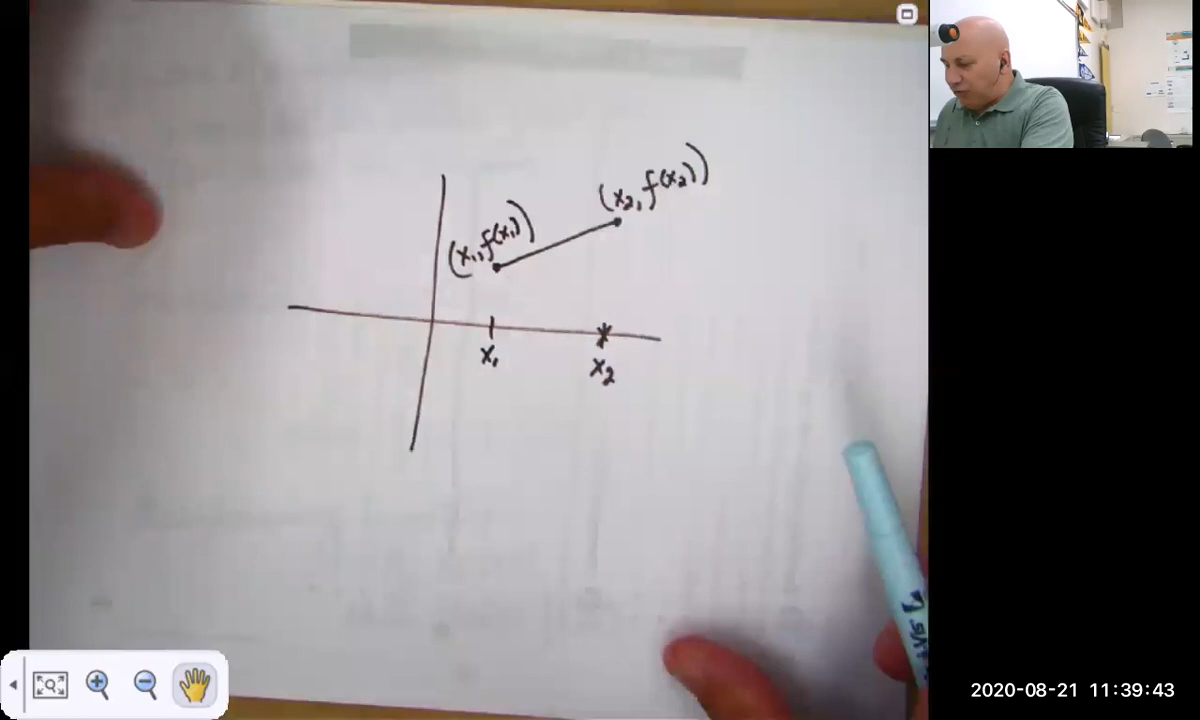 (x₂, f(x₂))
(x₁, f(x₁))
x₁
x₂
2020-08-21 11:39:43